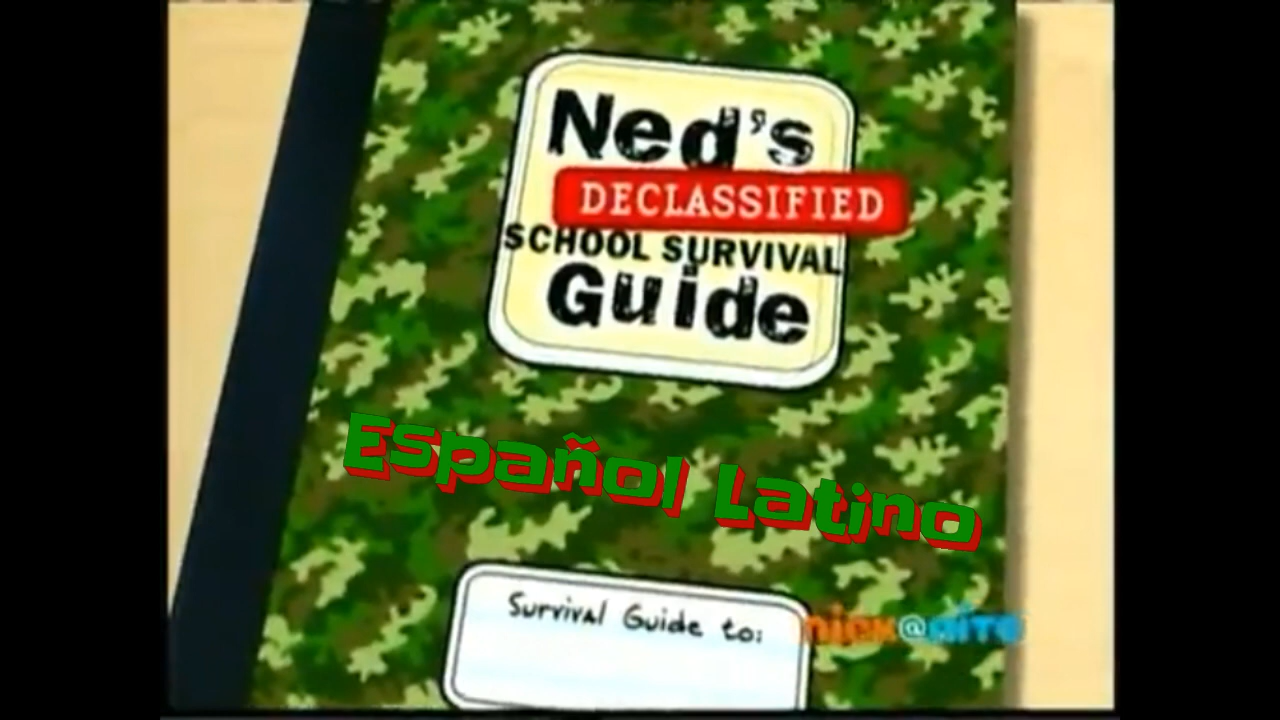 Ned's
DECLASSIFIED
SCHOOL SURVIVAL
Guide
Español Latino
Survival Guide to:
nick@nite